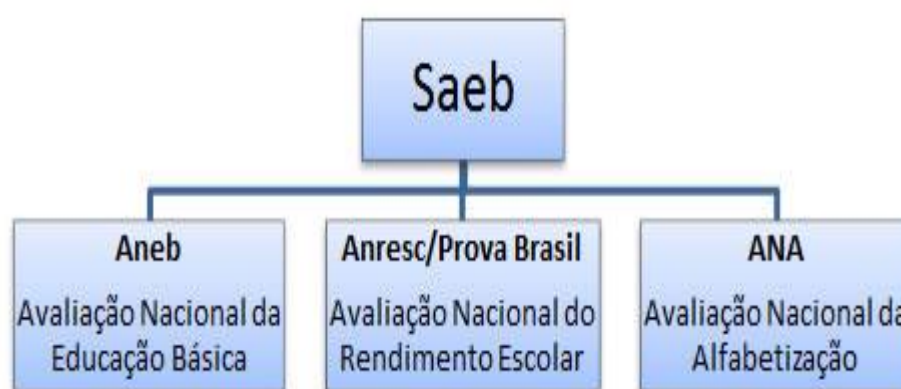 Saeb
Aneb
Avaliação Nacional da
Educação Básica
Anresc/Prova Brasil
Avaliação Nacional do
Rendimento Escolar
ANA
Avaliação Nacional da
Alfabetização